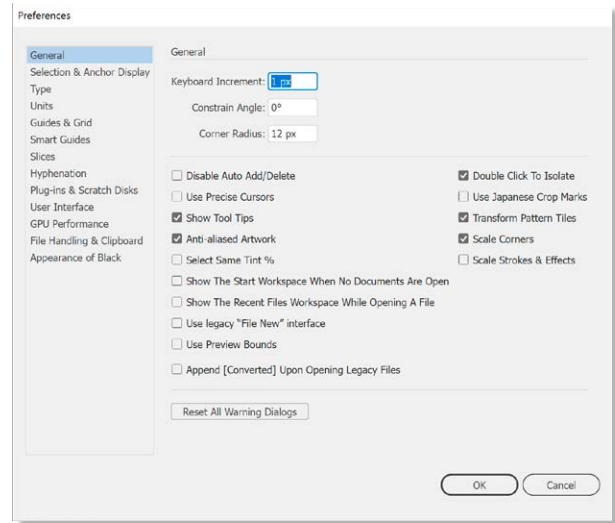 Preferences
General
Selection & Anchor Display
Type
Units
Guides & Grid
Smart Guides
Slices
Hyphenation
Plug-ins & Scratch Disks
User Interface
GPU Performance
File Handling & Clipboard
Appearance of Black
General
Keyboard Increment: 1 px
Constrain Angle: 0°
Corner Radius: 12 px
Disable Auto Add/Delete
Double Click To Isolate
Use Precise Cursors
Use Japanese Crop Marks
Show Tool Tips
Transform Pattern Tiles
Anti-aliased Artwork
Scale Corners
Select Same Tint %
Scale Strokes & Effects
Show The Start Workspace When No Documents Are Open
Show The Recent Files Workspace While Opening A File
Use legacy "File New" interface
Use Preview Bounds
Append [Converted] Upon Opening Legacy Files
Reset All Warning Dialogs
OK
Cancel